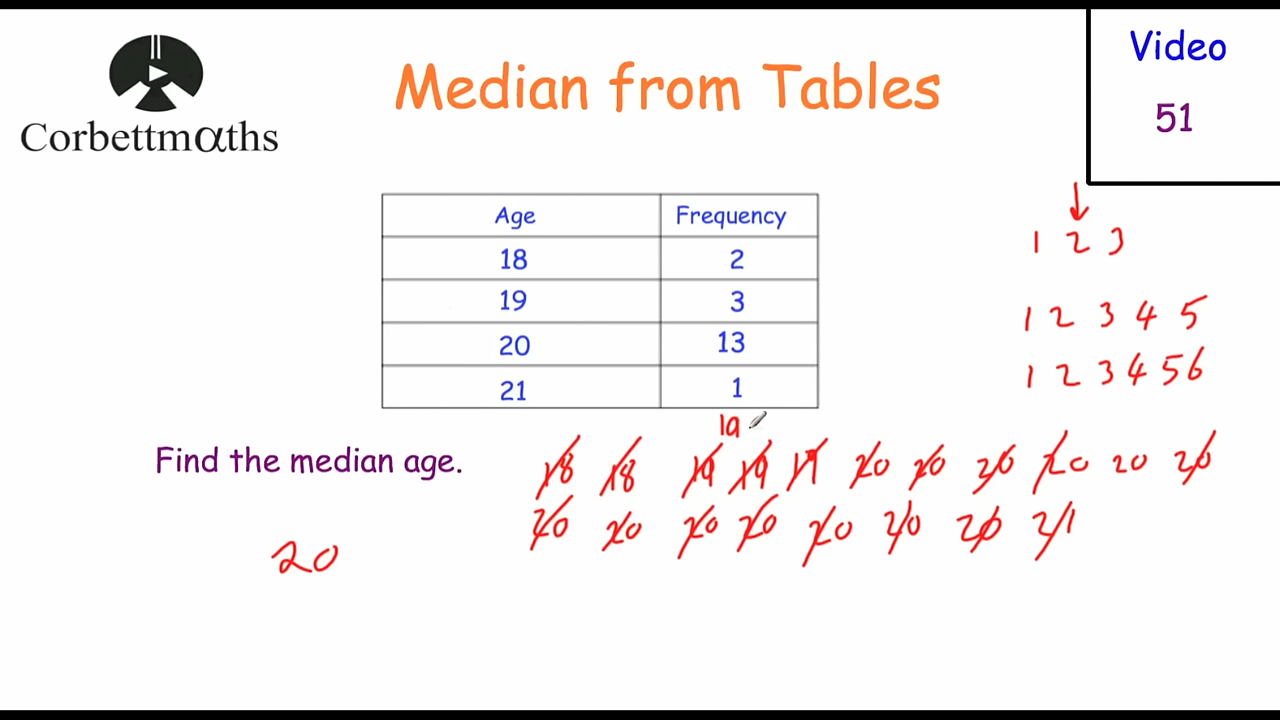 Corbettmαths
Median from Tables
Video
51
Age Frequency
18 2
19 3
20 13
21 1
19
1 2 3
1 2 3 4 5
1 2 3 4 5 6
Find the median age.
18 18 19 19 19 20 20 20 20 20 20
20 20 20 20 20 20 20 21
20